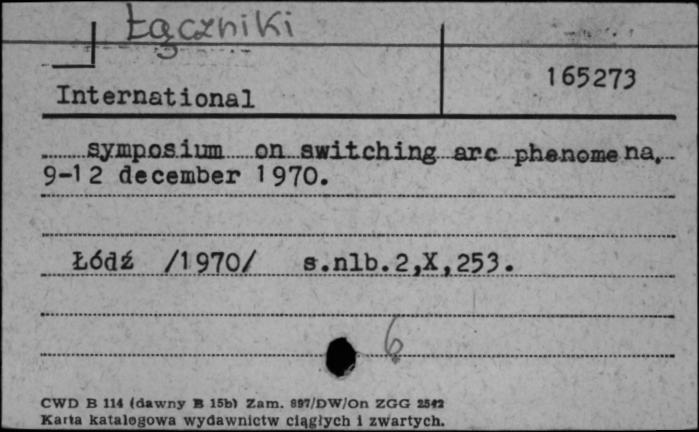 Łączniki
165273
International
symposium on switching arc phenomena,
9-12 december 1970.
Łódź /1970/ s.nlb.2,X,253.
6
CWD B 114 (dawny B 15b) Zam. 897/DW/On ZGG 2542
Karta katalogowa wydawnictw ciągłych i zwartych.